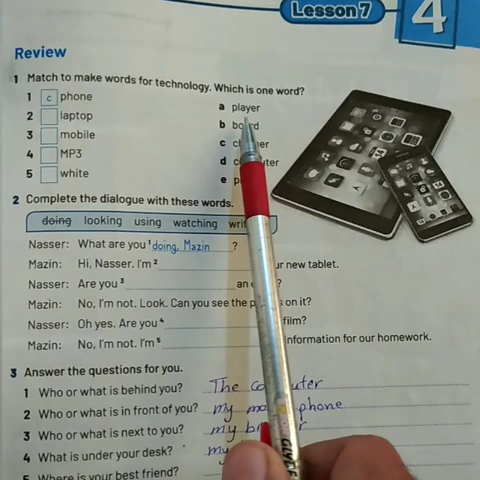 Lesson 7
4
Review
1 Match to make words for technology. Which is one word?
1 c phone
a player
2 laptop
b
3 mobile
c
4 MP3
d
5 white
e
2 Complete the dialogue with these words.
doing looking using watching
Nasser: What are you ¹ doing, Mazin ?
Mazin: Hi, Nasser. I'm ² new tablet.
Nasser: Are you ³ an ?
Mazin: No, I'm not. Look. Can you see the on it?
Nasser: Oh yes. Are you ⁴ film?
Mazin: No, I'm not. I'm ⁵ information for our homework.
3 Answer the questions for you.
1 Who or what is behind you? The
2 Who or what is in front of you? my phone
3 Who or what is next to you? my
4 What is under your desk? my
5 Where is your best friend?